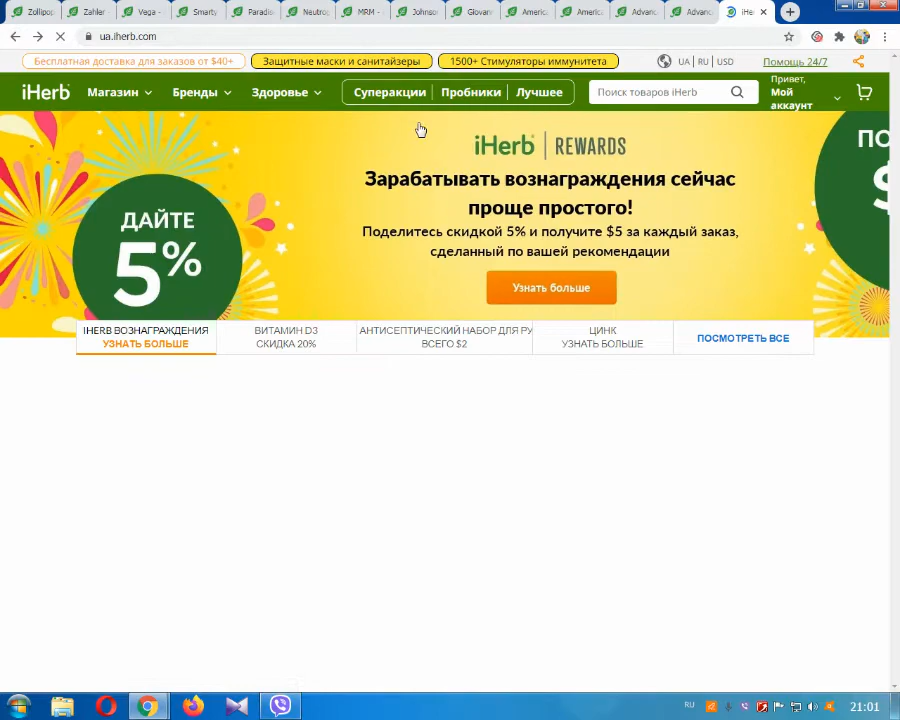 Zollipop
Zahler -
Vega -
Smarty
Paradis
Neutrog
MRM -
Johnso
Giovan
America
America
Advanc
Advanc
iHe
ua.iherb.com
Бесплатная доставка для заказов от $40+
Защитные маски и санитайзеры
1500+ Стимуляторы иммунитета
UA | RU | USD
Помощь 24/7
iHerb
Магазин
Бренды
Здоровье
Суперакции
Пробники
Лучшее
Поиск товаров iHerb
Привет,
Мой
аккаунт
iHerb | REWARDS
Зарабатывать вознаграждения сейчас
проще простого!
Поделитесь скидкой 5% и получите $5 за каждый заказ,
сделанный по вашей рекомендации
Узнать больше
ДАЙТЕ
5%
ПО
$
IHERB ВОЗНАГРАЖДЕНИЯ
УЗНАТЬ БОЛЬШЕ
ВИТАМИН D3
СКИДКА 20%
АНТИСЕПТИЧЕСКИЙ НАБОР ДЛЯ РУ
ВСЕГО $2
ЦИНК
УЗНАТЬ БОЛЬШЕ
ПОСМОТРЕТЬ ВСЕ
RU
21:01